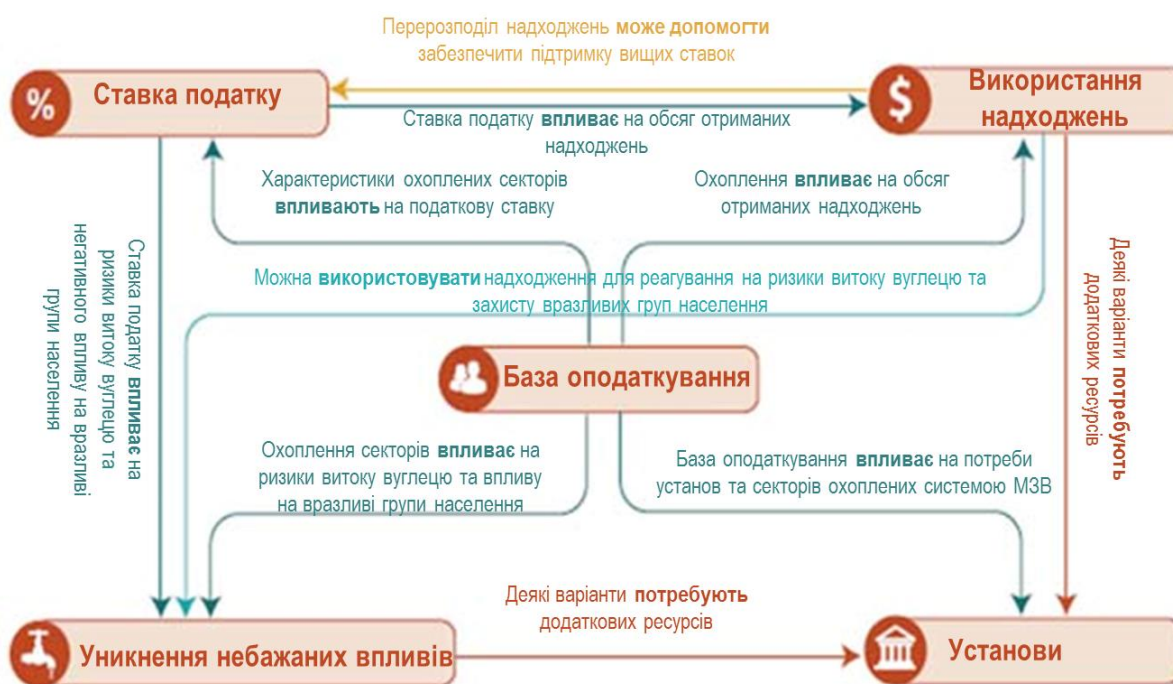 Перерозподіл надходжень може допомогти
забезпечити підтримку вищих ставок
%
Ставка податку
$
Використання
надходжень
Ставка податку впливає на обсяг отриманих
надходжень
Характеристики охоплених секторів
впливають на податкову ставку
Охоплення впливає на обсяг
отриманих надходжень
Ставка податку впливає на
ризики витоку вуглецю та
негативного впливу на вразливі
групи населення
Можна використовувати надходження для реагування на ризики витоку вуглецю та
захисту вразливих груп населення
Деякі варіанти потребують
додаткових ресурсів
База оподаткування
Охоплення секторів впливає на
ризики витоку вуглецю та впливу
на вразливі групи населення
База оподаткування впливає на потреби
установ та секторів охоплених системою МЗВ
Деякі варіанти потребують
додаткових ресурсів
Уникнення небажаних впливів
Установи